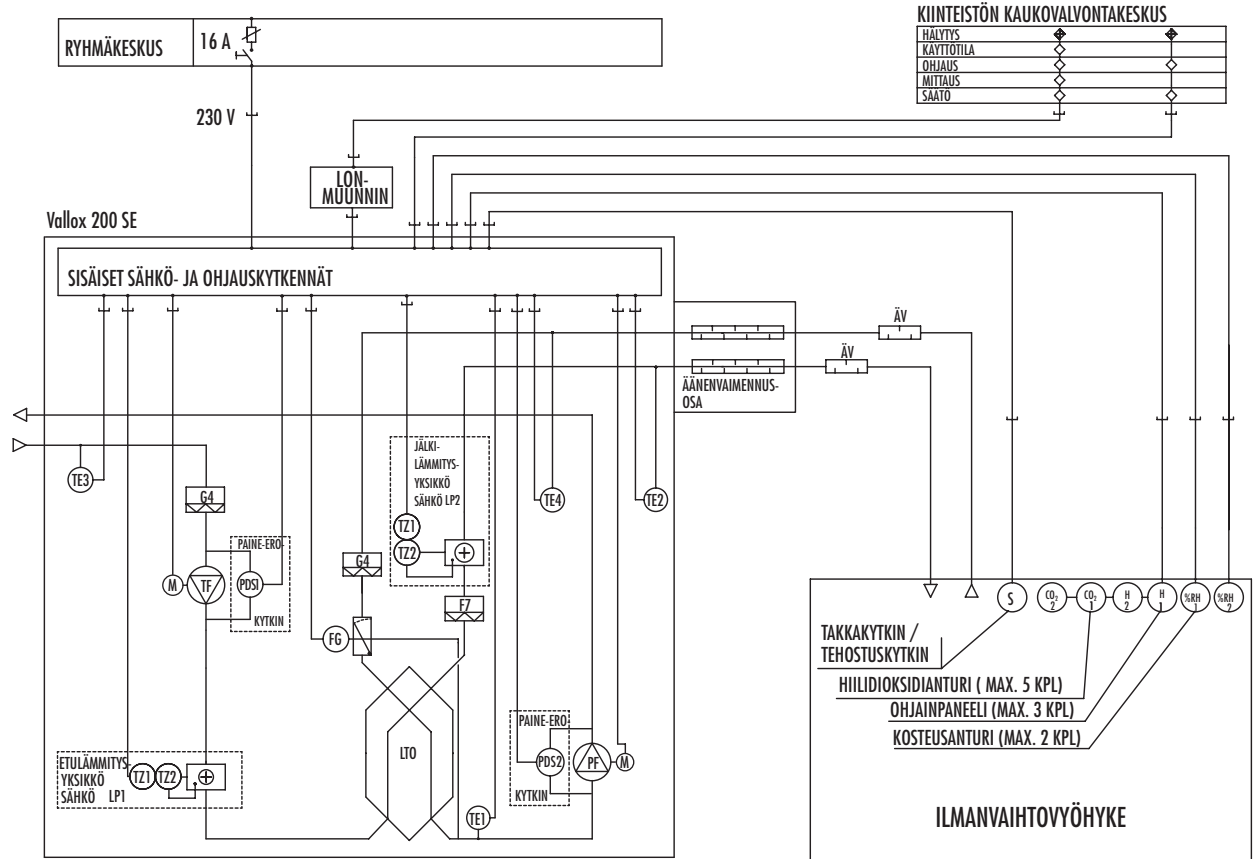 KIINTEISTÖN KAUKOVALVONTAKESKUS
HÄLYTYS
KÄYTTÖTILA
OHJAUS
MITTAUS
SÄÄTÖ
RYHMÄKESKUS
16 A
230 V
LON-
MUUNNIN
Vallox 200 SE
SISÄISET SÄHKÖ- JA OHJAUSKYTKENNÄT
ÄV
ÄV
ÄÄNENVAIMENNUS-
OSA
JÄLKI-
LÄMMITYS-
YKSIKKÖ
SÄHKÖ LP2
TE3
G4
TE4
TE2
TZ1
TZ2
PAINE-ERO-
G4
M
TF
PDS1
KYTKIN
F7
FG
CO2
2
CO2
1
H
2
H
1
%RH
1
%RH
2
S
TAKKAKYTKIN /
TEHOSTUSKYTKIN
HIILIDIOKSIDIANTURI ( MAX. 5 KPL)
OHJAINPANEELI (MAX. 3 KPL)
KOSTEUSANTURI (MAX. 2 KPL)
PAINE-ERO
PDS2
PF
M
KYTKIN
LTO
ETULÄMMITYS-
YKSIKKÖ
SÄHKÖ LP1
TZ1
TZ2
TE1
ILMANVAIHTOVYÖHYKE